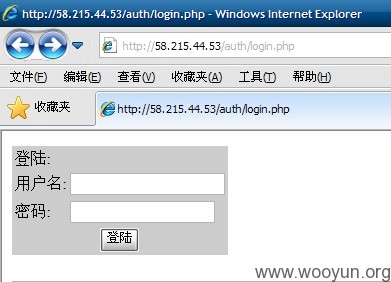 http://58.215.44.53/auth/login.php - Windows Internet Explorer
http://58.215.44.53/auth/login.php
文件(F) 编辑(E) 查看(V) 收藏夹(A) 工具(T) 帮助(H)
收藏夹 http://58.215.44.53/auth/login.php
登陆:
用户名:
密码:
登陆
www.wooyun.org